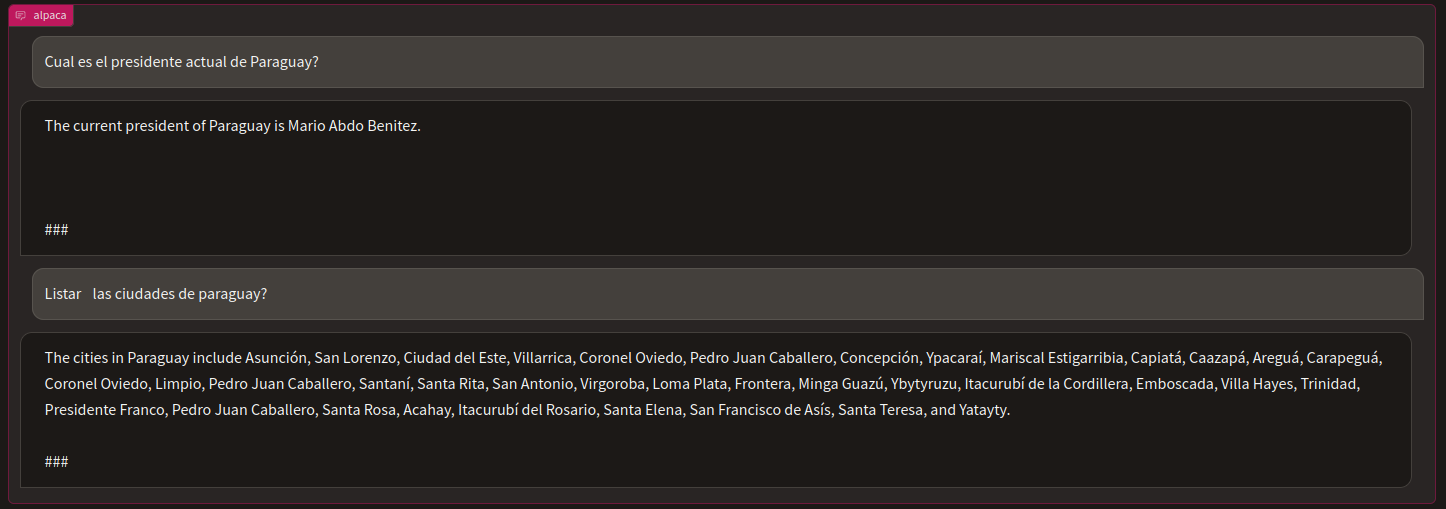 alpaca
Cual es el presidente actual de Paraguay?
The current president of Paraguay is Mario Abdo Benitez.
###
Listar   las ciudades de paraguay?
The cities in Paraguay include Asunción, San Lorenzo, Ciudad del Este, Villarrica, Coronel Oviedo, Pedro Juan Caballero, Concepción, Ypacaraí, Mariscal Estigarribia, Capiatá, Caazapá, Areguá, Carapeguá,
Coronel Oviedo, Limpio, Pedro Juan Caballero, Santaní, Santa Rita, San Antonio, Virgoroba, Loma Plata, Frontera, Minga Guazú, Ybytyruzu, Itacurubí de la Cordillera, Emboscada, Villa Hayes, Trinidad,
Presidente Franco, Pedro Juan Caballero, Santa Rosa, Acahay, Itacurubí del Rosario, Santa Elena, San Francisco de Asís, Santa Teresa, and Yatayty.
###